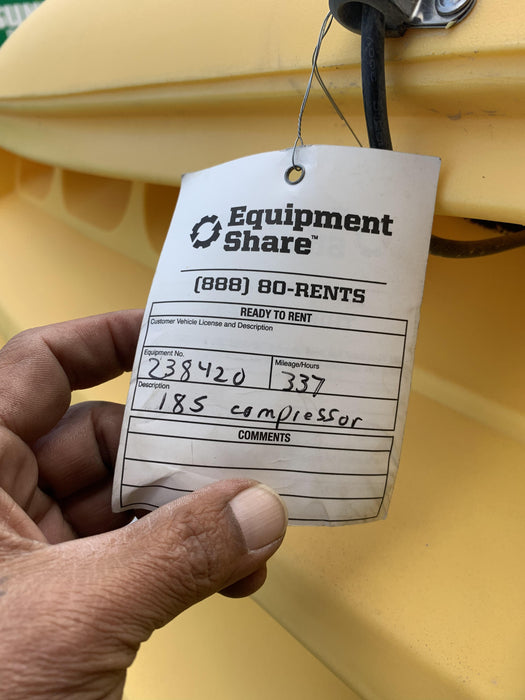 Equipment
Share™
(888) 80-RENTS
READY TO RENT
Customer Vehicle License and Description
Equipment No.
238420
Mileage/Hours
337
Description
185 compressor
COMMENTS